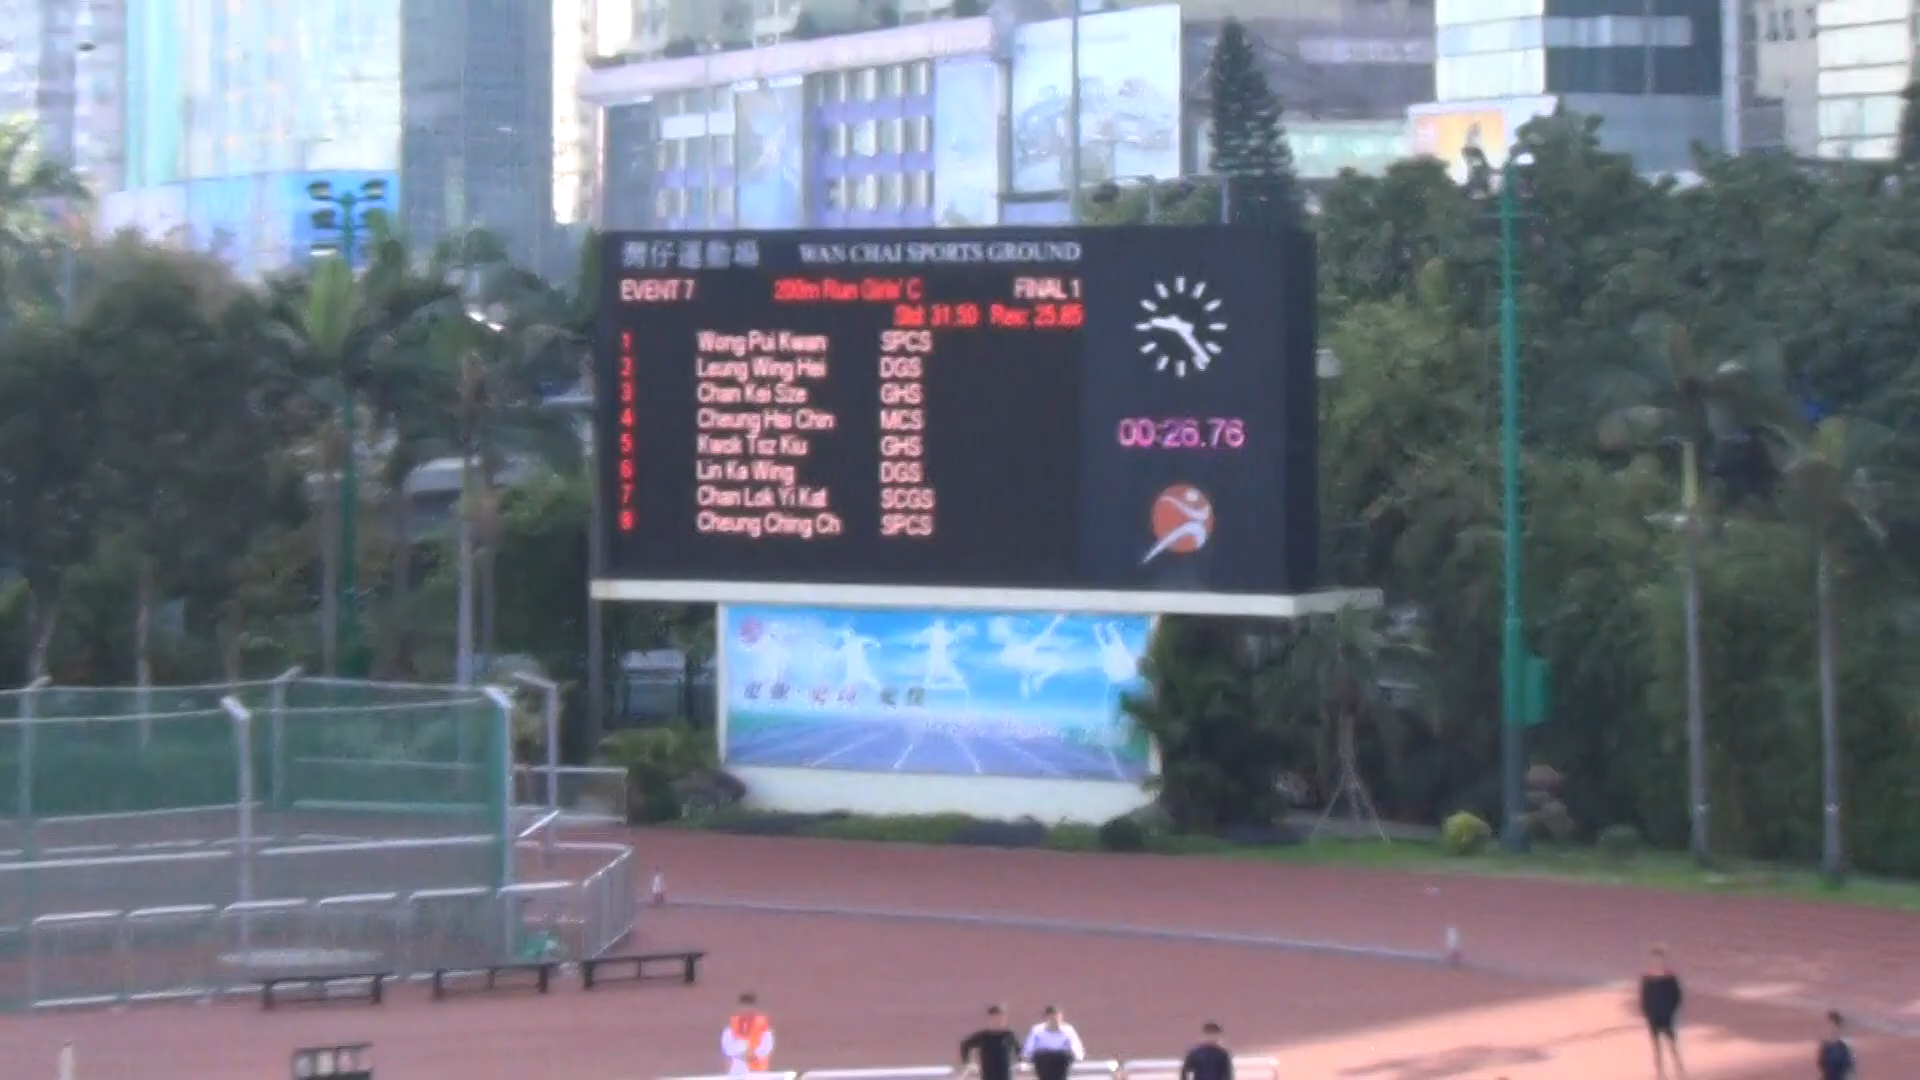 灣仔運動場 WAN CHAI SPORTS GROUND
EVENT 7 200m Run Girls' C FINAL 1
Std: 31.50 Rec: 25.85
1 Wong Pui Kwan SPCS
2 Leung Wing Hei DGS
3 Chan Kei Sze GHS
4 Cheung Hei Chin MCS
5 Kwok Tsz Kiu GHS
6 Lin Ka Wing DGS
7 Chan Lok Yi Kat SCGS
8 Cheung Ching Ch SPCS
00:26.76